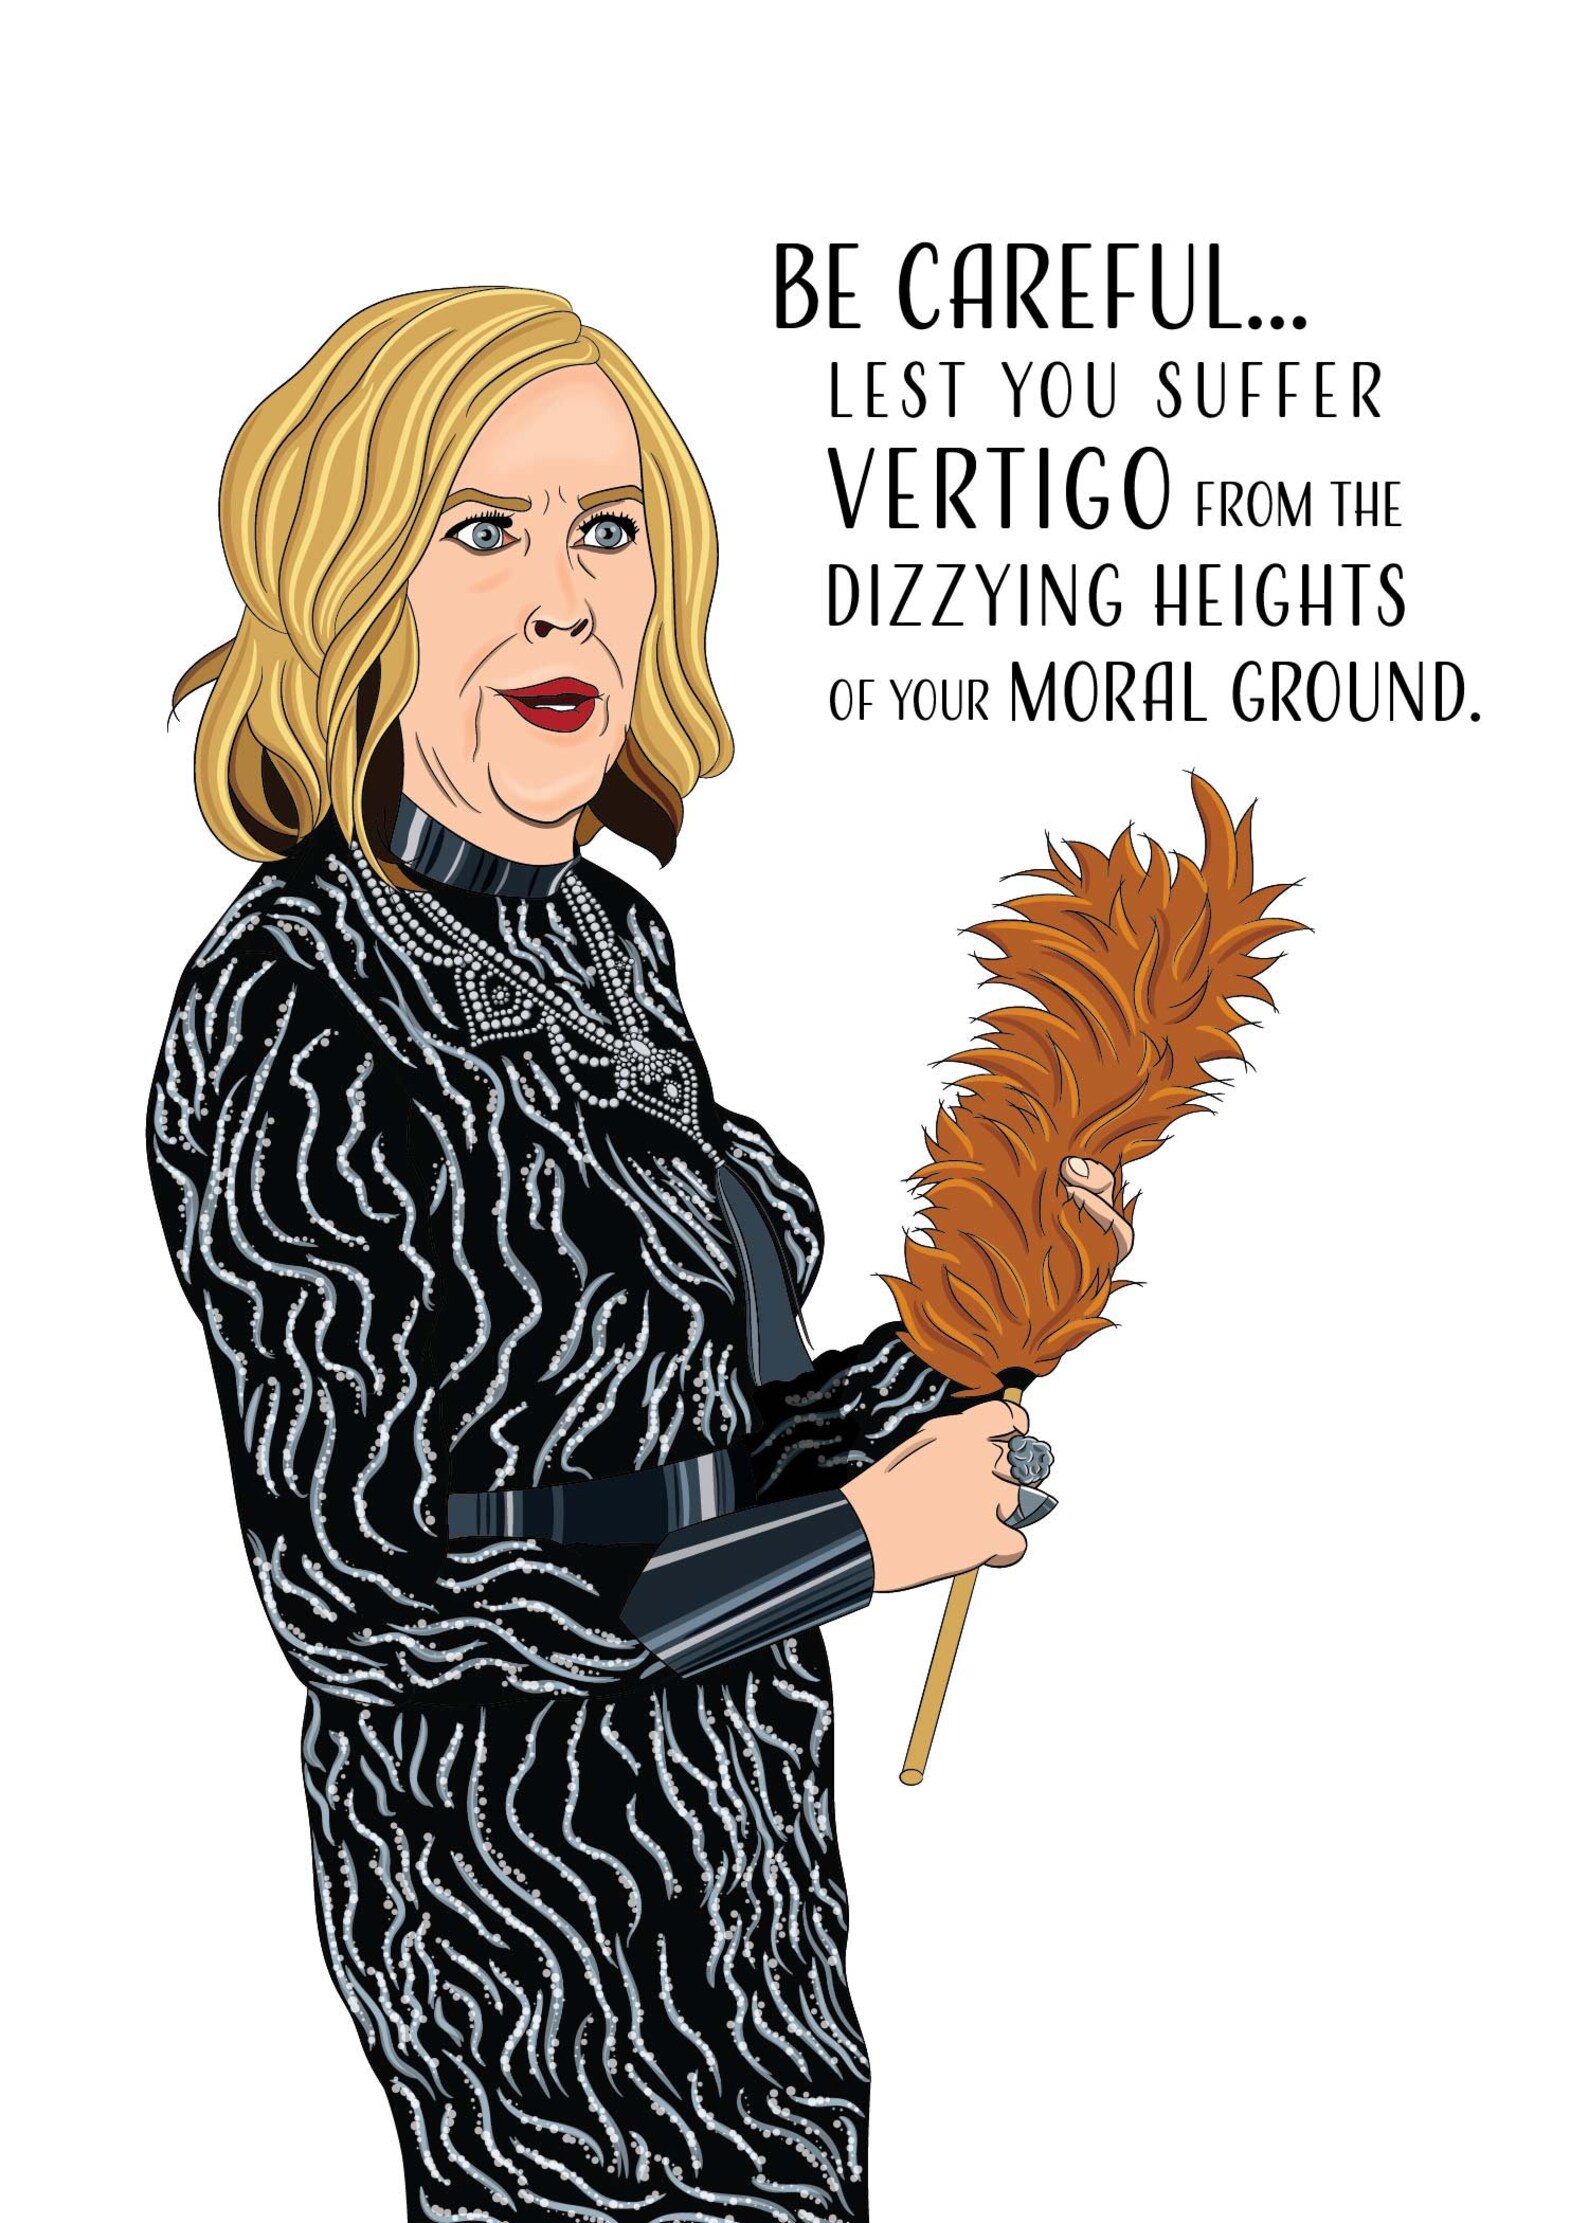 BE CAREFUL...
LEST YOU SUFFER
VERTIGO FROM THE
DIZZYING HEIGHTS
OF YOUR MORAL GROUND.